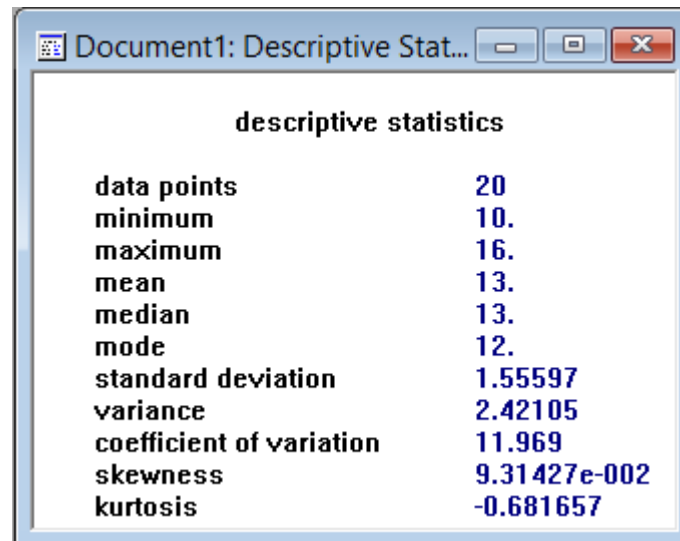 Document1: Descriptive Stat...
descriptive statistics
data points 20
minimum 10.
maximum 16.
mean 13.
median 13.
mode 12.
standard deviation 1.55597
variance 2.42105
coefficient of variation 11.969
skewness 9.31427e-002
kurtosis -0.681657